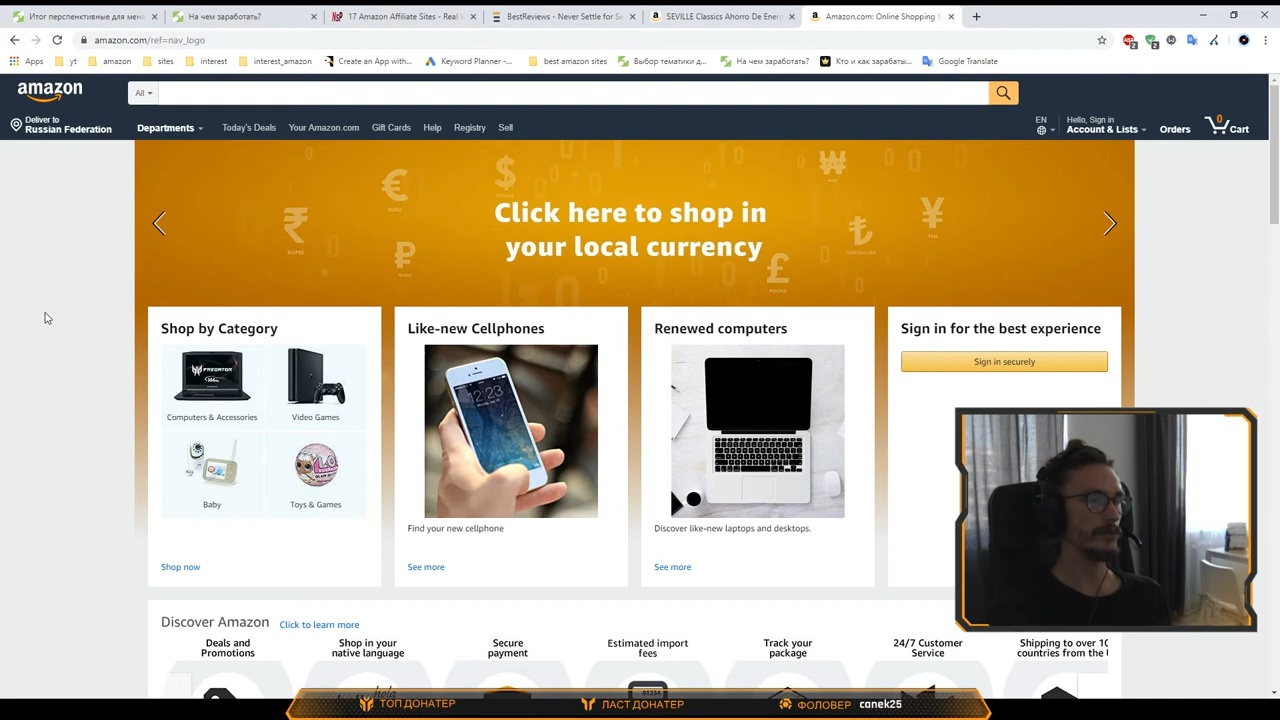 Итог перспективные для мен
На чем заработать?
17 Amazon Affiliate Sites - Real W
BestReviews - Never Settle for Se
SEVILLE Classics Ahorro De Energ
Amazon.com: Online Shopping f
amazon.com/ref=nav_logo
Apps
yt
amazon
sites
interest
interest_amazon
Create an App with...
Keyword Planner -...
best amazon sites
Выбор тематики д...
На чем заработать?
Кто и как зарабаты...
Google Translate
amazon
All
Deliver to
Russian Federation
Departments
Today's Deals
Your Amazon.com
Gift Cards
Help
Registry
Sell
EN
Hello, Sign in
Account & Lists
Orders
0
Cart
Click here to shop in
your local currency
Shop by Category
Computers & Accessories
Video Games
Baby
Toys & Games
Shop now
Like-new Cellphones
12:23
Find your new cellphone
See more
Renewed computers
Discover like-new laptops and desktops.
See more
Sign in for the best experience
Sign in securely
Discover Amazon
Click to learn more
Deals and
Promotions
Shop in your
native language
Secure
payment
Estimated import
fees
Track your
package
24/7 Customer
Service
Shipping to over 10
countries from the U
ТОП ДОНАТЕР
ЛАСТ ДОНАТЕР
ФОЛОВЕР canek25